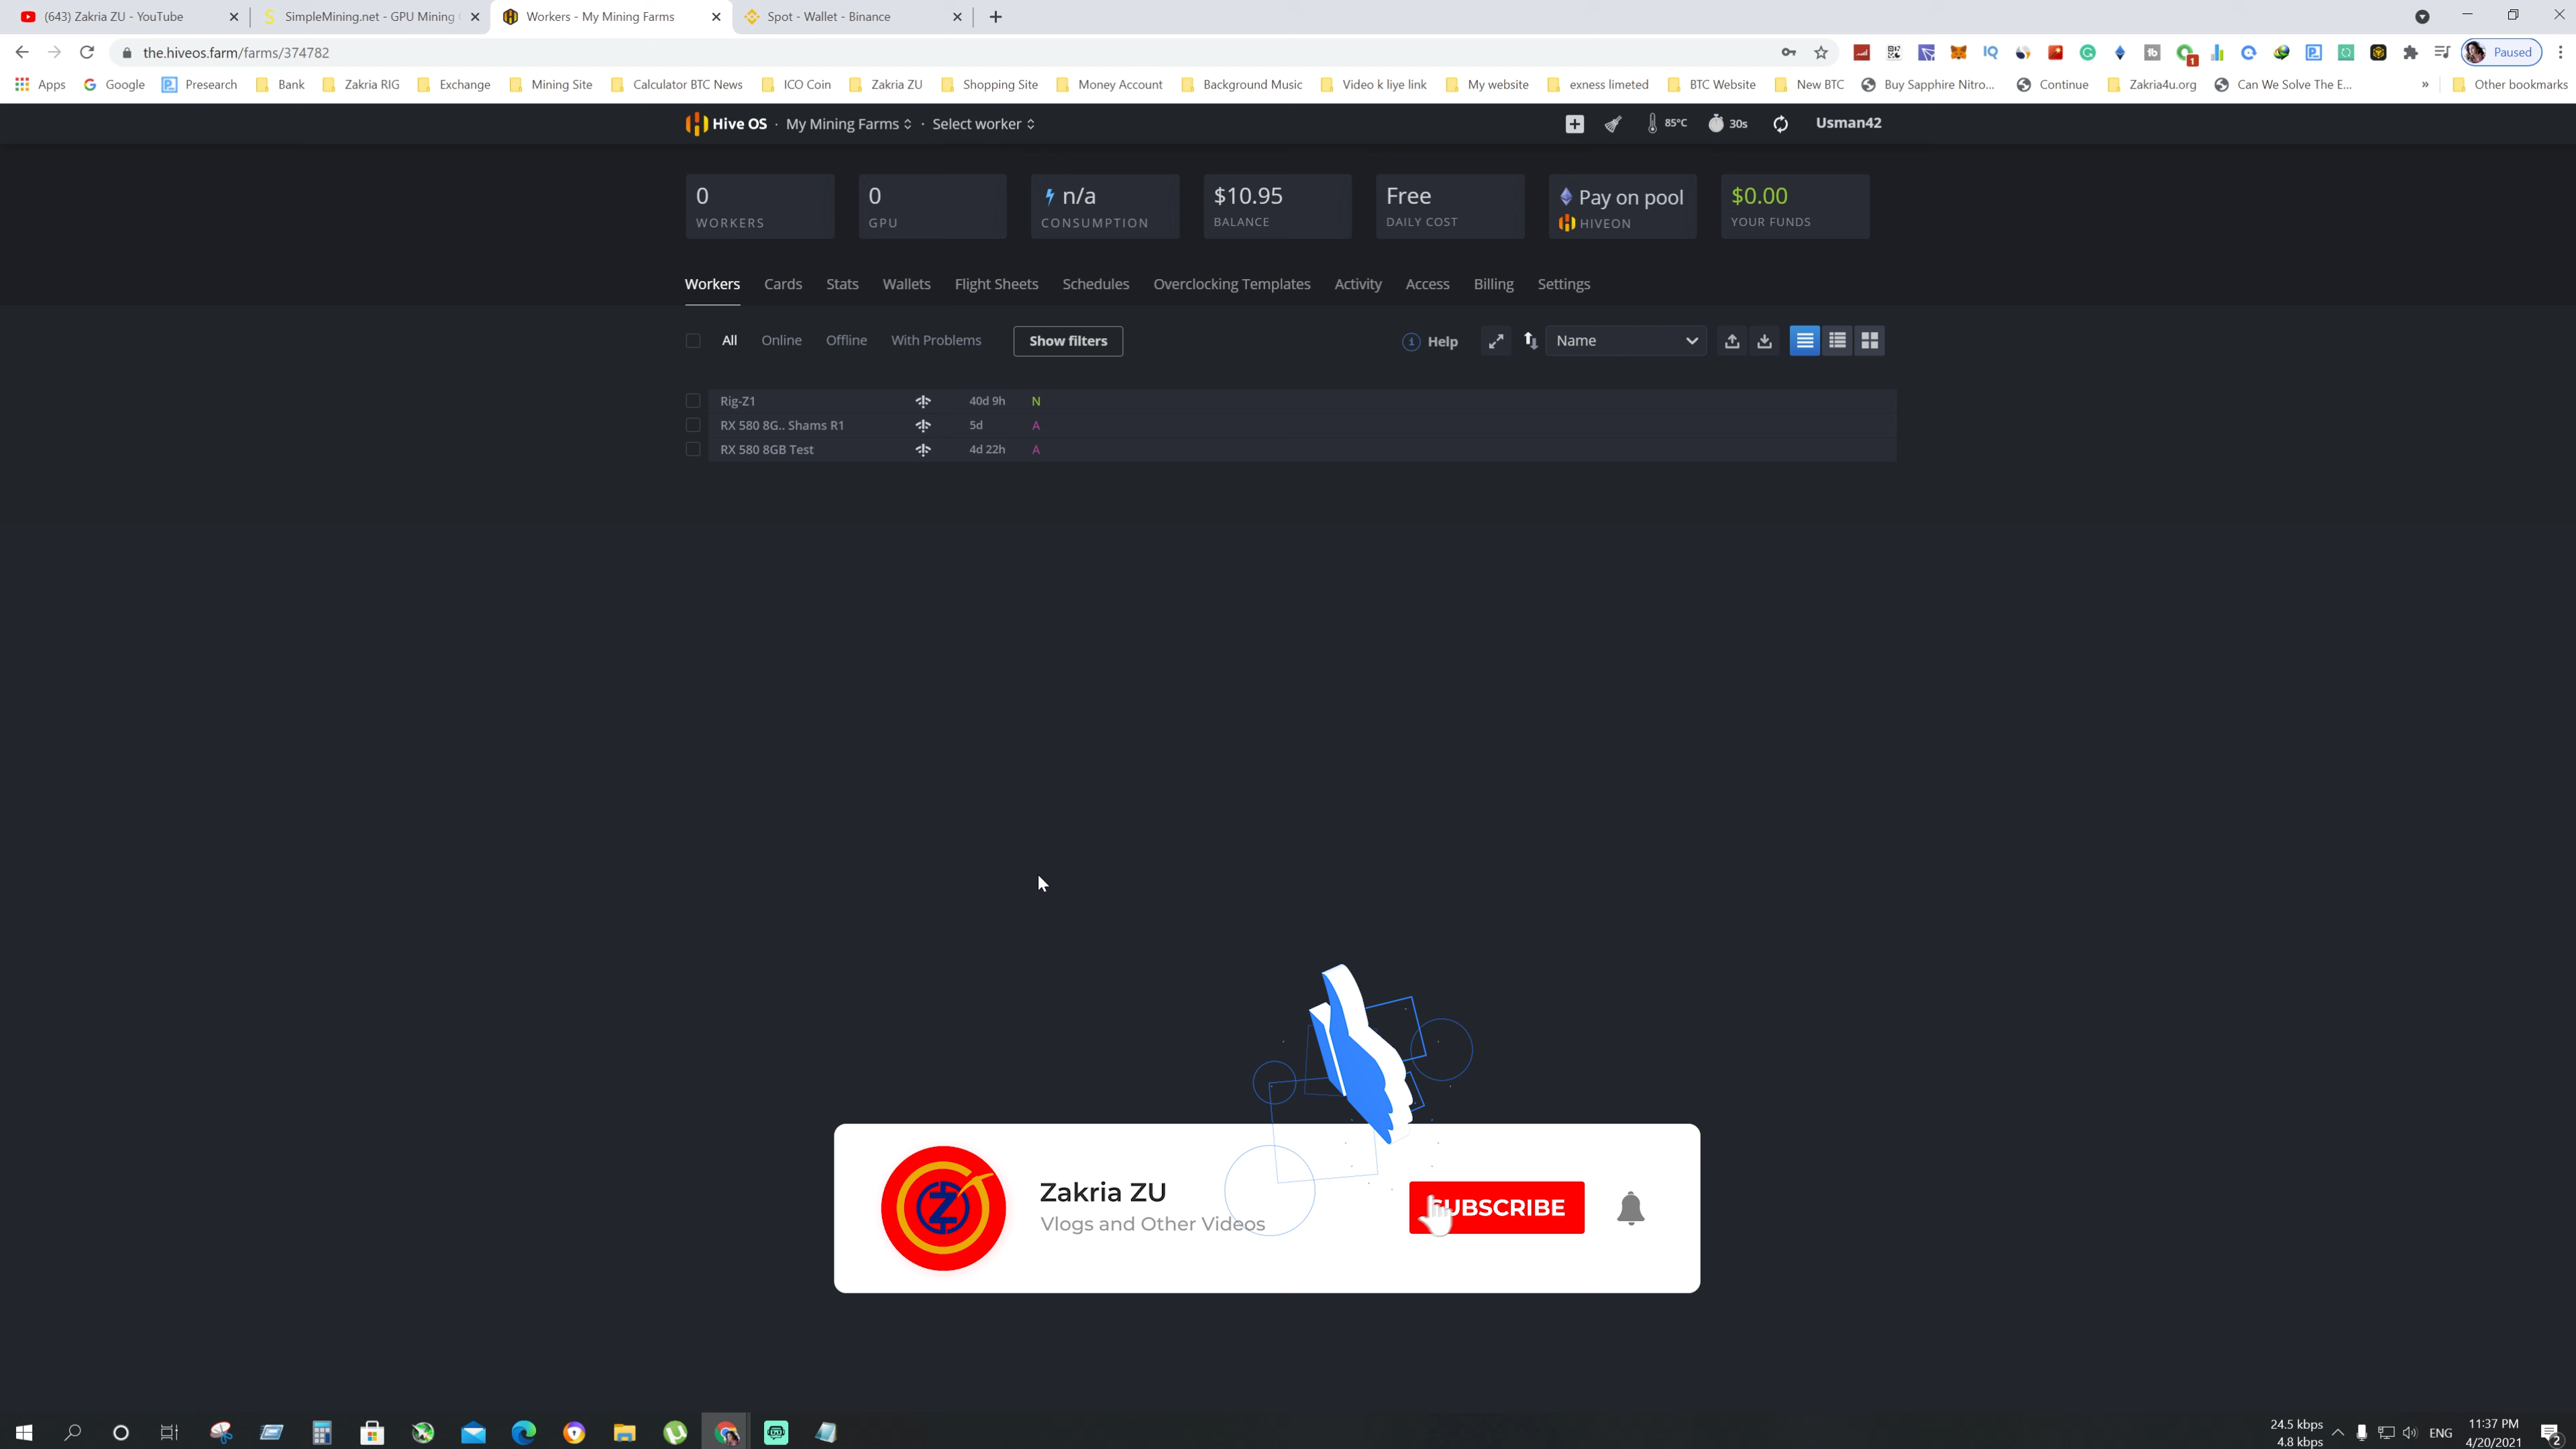 (643) Zakria ZU - YouTube
SimpleMining.net - GPU Mining
Workers - My Mining Farms
Spot - Wallet - Binance
the.hiveos.farm/farms/374782
Paused
Apps Google Presearch Bank Zakria RIG Exchange Mining Site Calculator BTC News ICO Coin Zakria ZU Shopping Site Money Account Background Music Video k liye link My website exness limeted BTC Website New BTC Buy Sapphire Nitro... Continue Zakria4u.org Can We Solve The E... » Other bookmarks
Hive OS · My Mining Farms · Select worker
85°C 30s Usman42
0 0 n/a $10.95 Free Pay on pool $0.00
WORKERS GPU CONSUMPTION BALANCE DAILY COST HIVEON YOUR FUNDS
Workers Cards Stats Wallets Flight Sheets Schedules Overclocking Templates Activity Access Billing Settings
All Online Offline With Problems Show filters Help Name
Rig-Z1 40d 9h N
RX 580 8G.. Shams R1 5d A
RX 580 8GB Test 4d 22h A
Zakria ZU
Vlogs and Other Videos
SUBSCRIBE
24.5 kbps
4.8 kbps
ENG
11:37 PM
4/20/2021
2